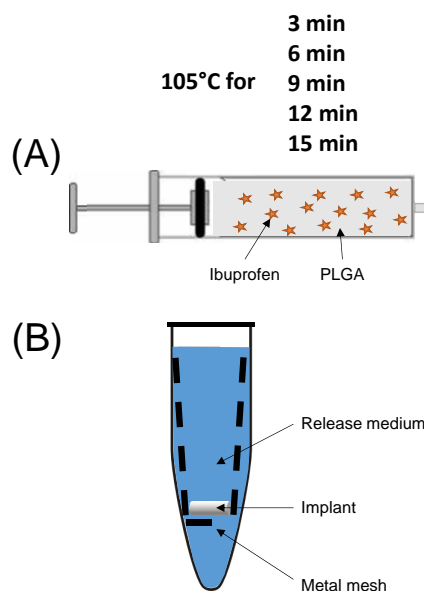 3 min
6 min
105°C for 9 min
12 min
15 min
(A)
Ibuprofen PLGA
(B)
Release medium
Implant
Metal mesh